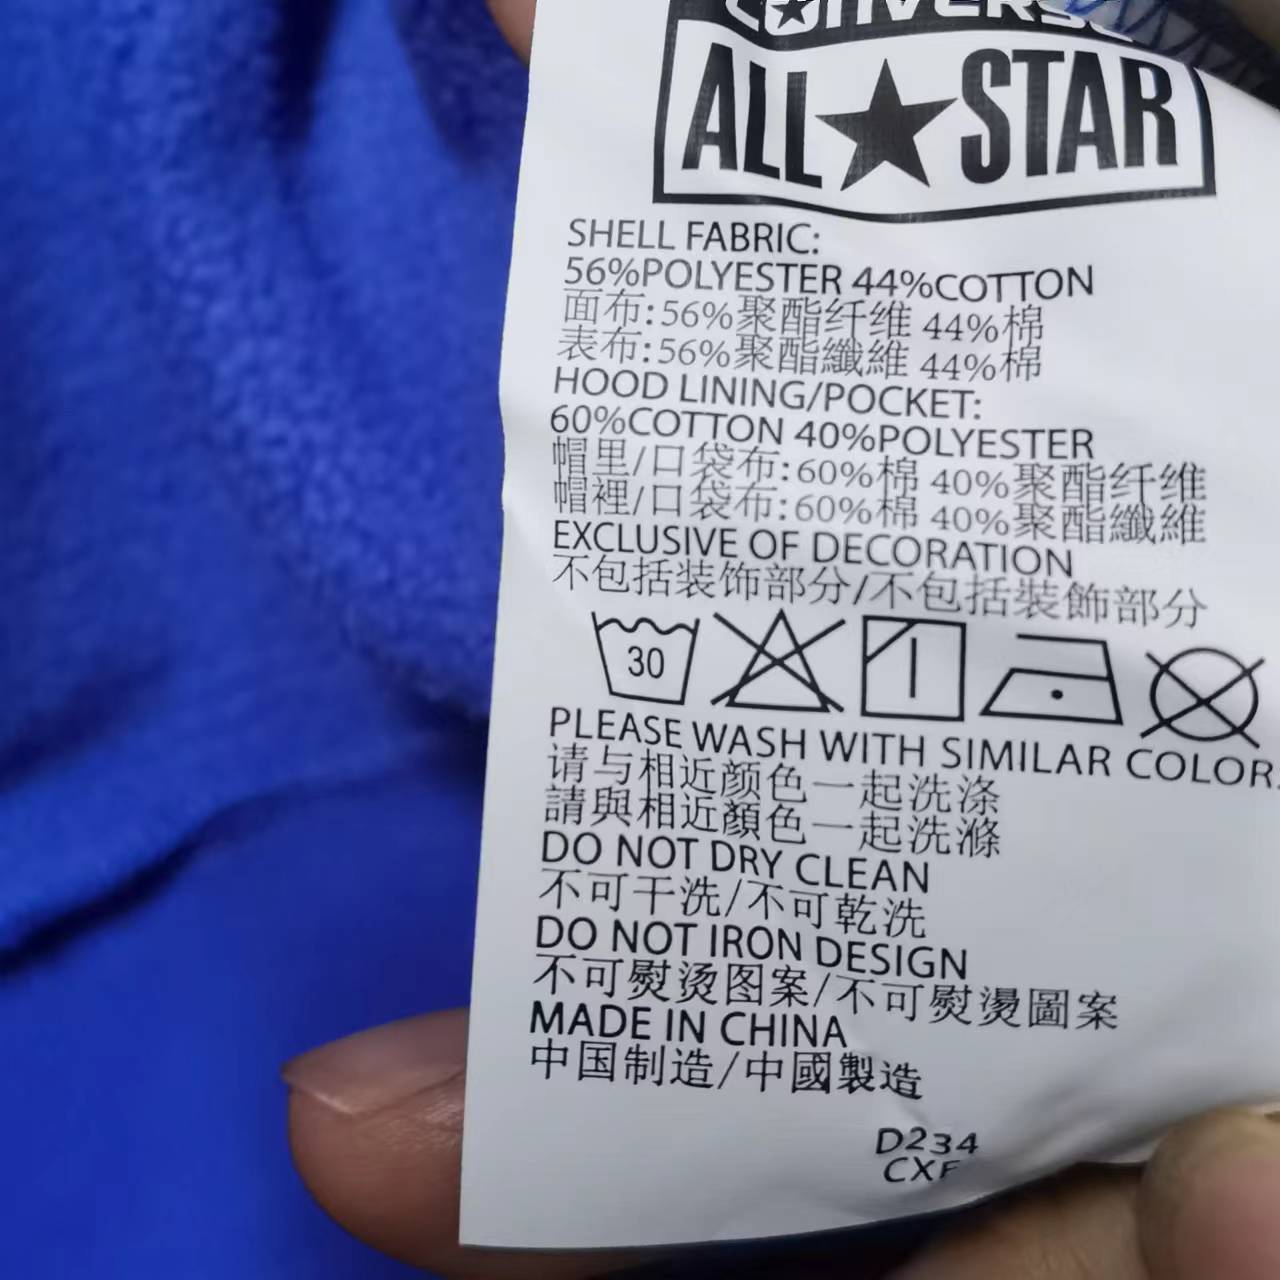 CONVERSE
ALL★STAR
SHELL FABRIC:
56%POLYESTER 44%COTTON
面布:56%聚酯纤维 44%棉
表布:56%聚酯纖維 44%棉
HOOD LINING/POCKET:
60%COTTON 40%POLYESTER
帽里/口袋布:60%棉 40%聚酯纤维
帽裡/口袋布:60%棉 40%聚酯纖維
EXCLUSIVE OF DECORATION
不包括装饰部分/不包括裝飾部分
30
PLEASE WASH WITH SIMILAR COLOR
请与相近颜色一起洗涤
請與相近顏色一起洗滌
DO NOT DRY CLEAN
不可干洗/不可乾洗
DO NOT IRON DESIGN
不可熨烫图案/不可熨燙圖案
MADE IN CHINA
中国制造/中國製造
D234